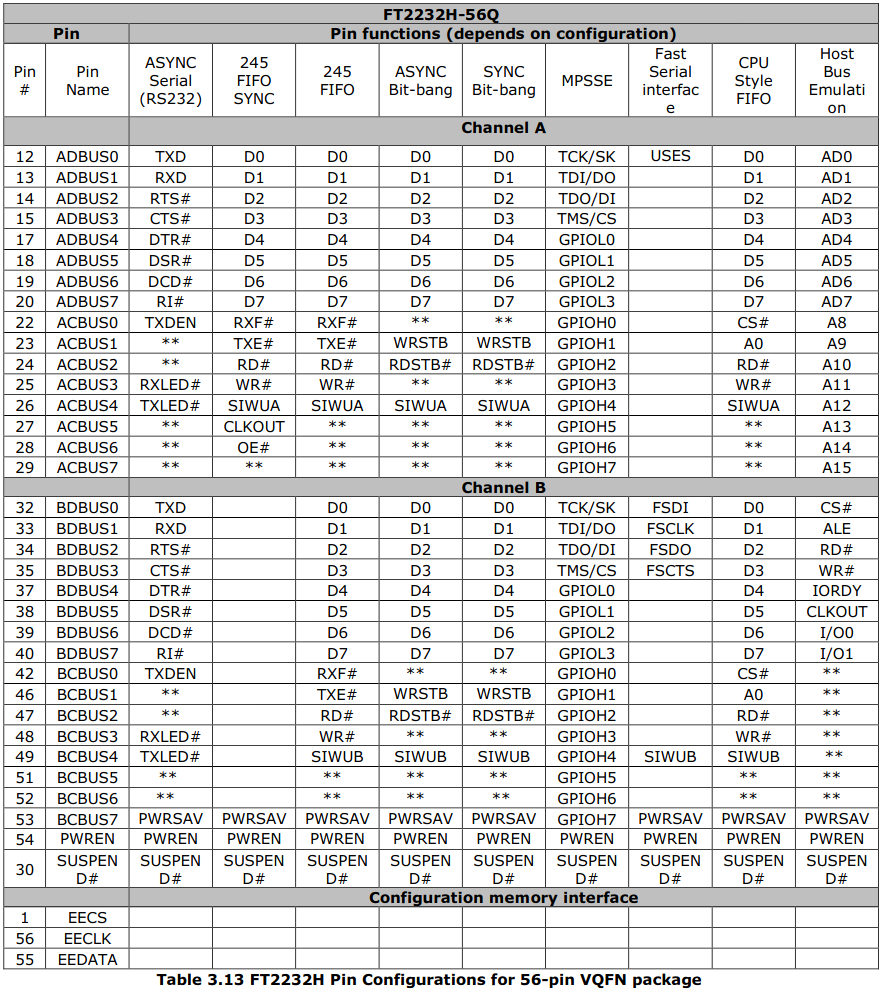 FT2232H-56Q
Pin Pin functions (depends on configuration)
Pin # Pin Name ASYNC Serial (RS232) 245 FIFO SYNC 245 FIFO ASYNC Bit-bang SYNC Bit-bang MPSSE Fast Serial interfac e CPU Style FIFO Host Bus Emulati on
Channel A
12 ADBUS0 TXD D0 D0 D0 D0 TCK/SK USES D0 AD0
13 ADBUS1 RXD D1 D1 D1 D1 TDI/DO D1 AD1
14 ADBUS2 RTS# D2 D2 D2 D2 TDO/DI D2 AD2
15 ADBUS3 CTS# D3 D3 D3 D3 TMS/CS D3 AD3
17 ADBUS4 DTR# D4 D4 D4 D4 GPIOL0 D4 AD4
18 ADBUS5 DSR# D5 D5 D5 D5 GPIOL1 D5 AD5
19 ADBUS6 DCD# D6 D6 D6 D6 GPIOL2 D6 AD6
20 ADBUS7 RI# D7 D7 D7 D7 GPIOL3 D7 AD7
22 ACBUS0 TXDEN RXF# RXF# ** ** GPIOH0 CS# A8
23 ACBUS1 ** TXE# TXE# WRSTB WRSTB GPIOH1 A0 A9
24 ACBUS2 ** RD# RD# RDSTB# RDSTB# GPIOH2 RD# A10
25 ACBUS3 RXLED# WR# WR# ** ** GPIOH3 WR# A11
26 ACBUS4 TXLED# SIWUA SIWUA SIWUA SIWUA GPIOH4 SIWUA A12
27 ACBUS5 ** CLKOUT ** ** ** GPIOH5 ** A13
28 ACBUS6 ** OE# ** ** ** GPIOH6 ** A14
29 ACBUS7 ** ** ** ** ** GPIOH7 ** A15
Channel B
32 BDBUS0 TXD D0 D0 D0 TCK/SK FSDI D0 CS#
33 BDBUS1 RXD D1 D1 D1 TDI/DO FSCLK D1 ALE
34 BDBUS2 RTS# D2 D2 D2 TDO/DI FSDO D2 RD#
35 BDBUS3 CTS# D3 D3 D3 TMS/CS FSCTS D3 WR#
37 BDBUS4 DTR# D4 D4 D4 GPIOL0 D4 IORDY
38 BDBUS5 DSR# D5 D5 D5 GPIOL1 D5 CLKOUT
39 BDBUS6 DCD# D6 D6 D6 GPIOL2 D6 I/O0
40 BDBUS7 RI# D7 D7 D7 GPIOL3 D7 I/O1
42 BCBUS0 TXDEN RXF# ** ** GPIOH0 CS# **
46 BCBUS1 ** TXE# WRSTB WRSTB GPIOH1 A0 **
47 BCBUS2 ** RD# RDSTB# RDSTB# GPIOH2 RD# **
48 BCBUS3 RXLED# WR# ** ** GPIOH3 WR# **
49 BCBUS4 TXLED# SIWUB SIWUB SIWUB GPIOH4 SIWUB SIWUB **
51 BCBUS5 ** ** ** ** GPIOH5 ** **
52 BCBUS6 ** ** ** ** GPIOH6 ** **
53 BCBUS7 PWRSAV PWRSAV PWRSAV PWRSAV PWRSAV GPIOH7 PWRSAV PWRSAV PWRSAV
54 PWREN PWREN PWREN PWREN PWREN PWREN PWREN PWREN PWREN PWREN
30 SUSPEN D# SUSPEN D# SUSPEN D# SUSPEN D# SUSPEN D# SUSPEN D# SUSPEN D# SUSPEN D# SUSPEN D# SUSPEN D#
Configuration memory interface
1 EECS
56 EECLK
55 EEDATA
Table 3.13 FT2232H Pin Configurations for 56-pin VQFN package